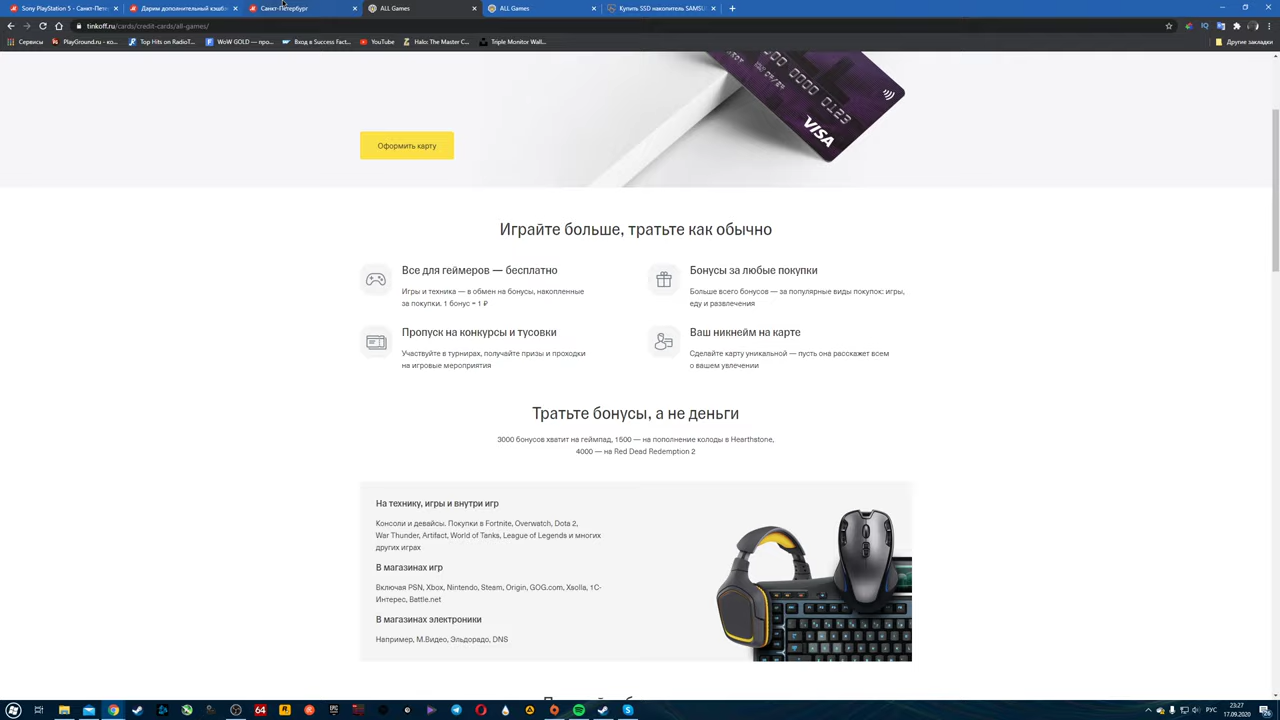 Sony PlayStation 5 - Санкт-Петер
Дарим дополнительный кэшбэ
Санкт-Петербург
ALL Games
ALL Games
Купить SSD накопитель SAMSU
tinkoff.ru/cards/credit-cards/all-games/
Сервисы
PlayGround.ru - ко...
Top Hits on RadioT...
WoW GOLD — про...
Вход в Success Fact...
YouTube
Halo: The Master C...
Triple Monitor Wall...
Другие закладки
0000 0123
VISA
Оформить карту
Играйте больше, тратьте как обычно
Все для геймеров — бесплатно
Игры и техника — в обмен на бонусы, накопленные
за покупки. 1 бонус = 1 ₽
Бонусы за любые покупки
Больше всего бонусов — за популярные виды покупок: игры,
еду и развлечения
Пропуск на конкурсы и тусовки
Участвуйте в турнирах, получайте призы и проходки
на игровые мероприятия
Ваш никнейм на карте
Сделайте карту уникальной — пусть она расскажет всем
о вашем увлечении
Тратьте бонусы, а не деньги
3000 бонусов хватит на геймпад, 1500 — на пополнение колоды в Hearthstone,
4000 — на Red Dead Redemption 2
На технику, игры и внутри игр
Консоли и девайсы. Покупки в Fortnite, Overwatch, Dota 2,
War Thunder, Artifact, World of Tanks, League of Legends и многих
других играх
В магазинах игр
Включая PSN, Xbox, Nintendo, Steam, Origin, GOG.com, Xsolla, 1С-
Интерес, Battle.net
В магазинах электроники
Например, М.Видео, Эльдорадо, DNS
64
РУС
23:27
17.09.2020